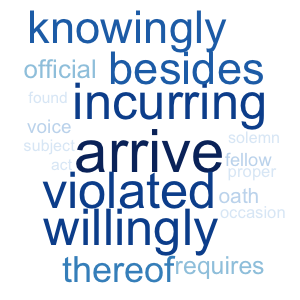 knowingly
official besides
found incurring
voice solemn
subject arrive fellow
act proper
violated oath
willingly occasion
thereof requires